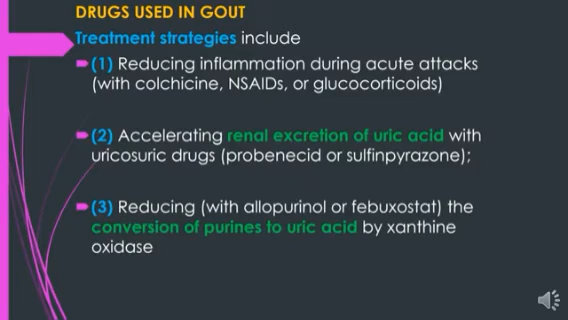 DRUGS USED IN GOUT
Treatment strategies include
(1) Reducing inflammation during acute attacks
(with colchicine, NSAIDs, or glucocorticoids)
(2) Accelerating renal excretion of uric acid with
uricosuric drugs (probenecid or sulfinpyrazone);
(3) Reducing (with allopurinol or febuxostat) the
conversion of purines to uric acid by xanthine
oxidase